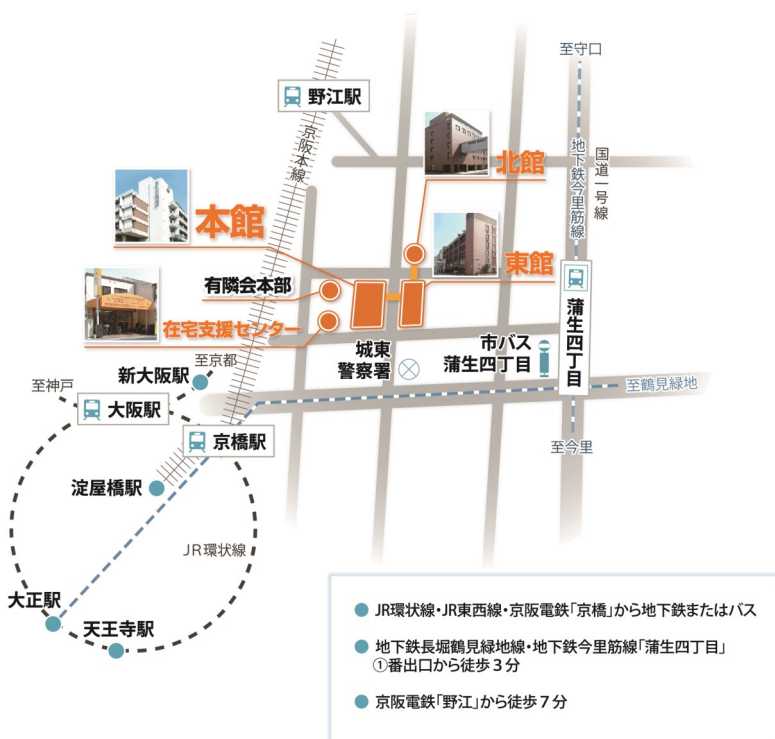 至守口
野江駅
京阪本線
地下鉄今里筋線
国道一号線
北館
本館
東館
有隣会本部
在宅支援センター
蒲生四丁目
城東
警察署
市バス
蒲生四丁目
至京都
新大阪駅
至神戸
大阪駅
至鶴見緑地
京橋駅
至今里
淀屋橋駅
JR環状線
大正駅
天王寺駅
JR環状線・JR東西線・京阪電鉄「京橋」から地下鉄またはバス
地下鉄長堀鶴見緑地線・地下鉄今里筋線「蒲生四丁目」
①番出口から徒歩3分
京阪電鉄「野江」から徒歩7分